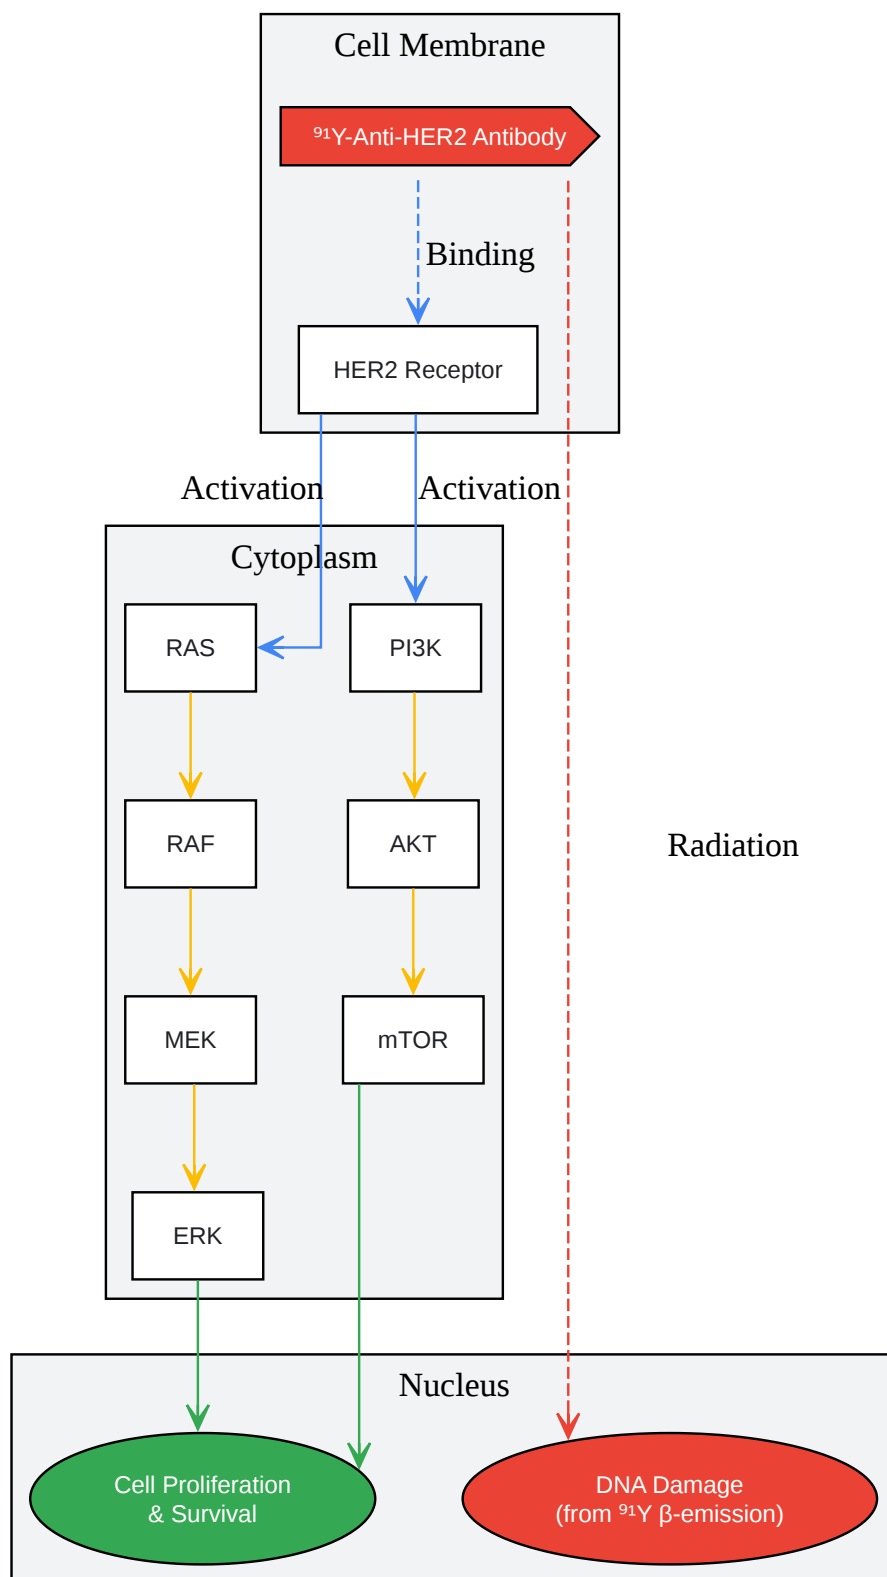 Cell Membrane
⁹¹Y-Anti-HER2 Antibody
Binding
HER2 Receptor
Activation
Activation
Cytoplasm
RAS
PI3K
RAF
AKT
Radiation
MEK
mTOR
ERK
Nucleus
Cell Proliferation
& Survival
DNA Damage
(from ⁹¹Y β-emission)